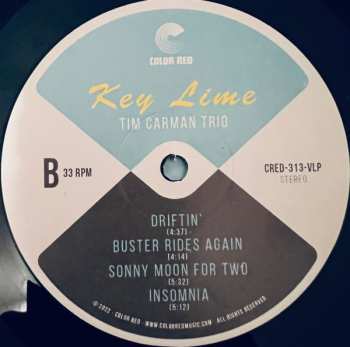 COLOR RED
Key Lime
TIM CARMAN TRIO
B 33 RPM
CRED-313-VLP
STEREO
DRIFTIN'
(4:37)
BUSTER RIDES AGAIN
(4:14)
SONNY MOON FOR TWO
(5:32)
INSOMNIA
(5:12)
© 2023 - COLOR RED - WWW.COLORREDMUSIC.COM - ALL RIGHTS RESERVED